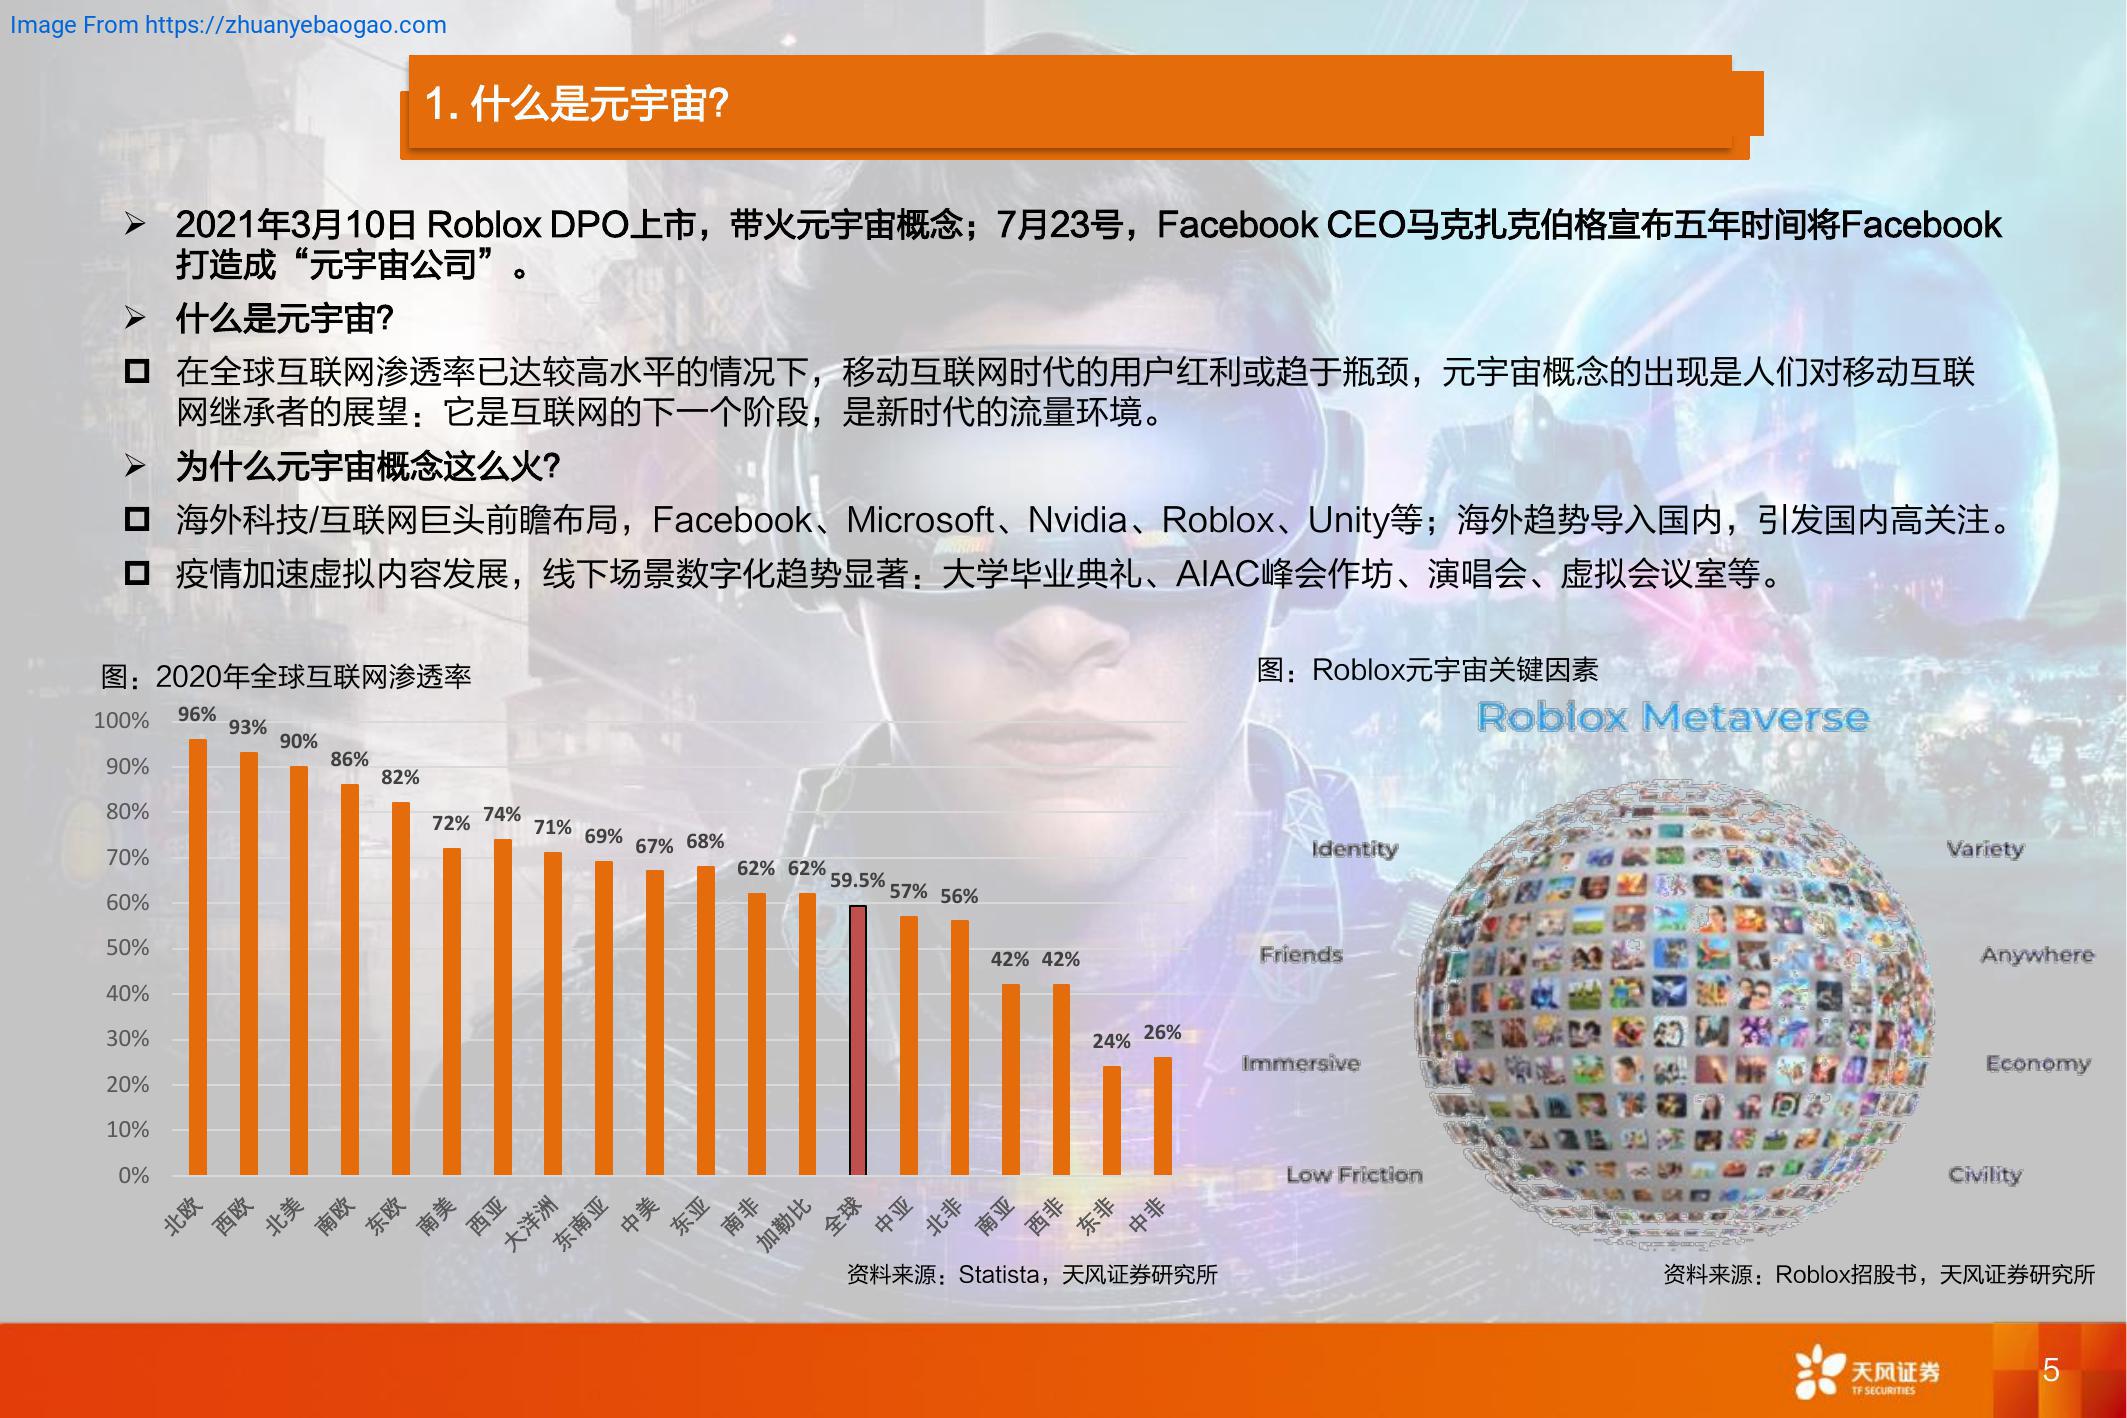 Image From https://zhuanyebaogao.com
1. 什么是元宇宙?
➢ 2021年3月10日 Roblox DPO上市，带火元宇宙概念；7月23号，Facebook CEO马克扎克伯格宣布五年时间将Facebook
打造成“元宇宙公司”。
➢ 什么是元宇宙?
在全球互联网渗透率已达较高水平的情况下，移动互联网时代的用户红利或趋于瓶颈，元宇宙概念的出现是人们对移动互联
网继承者的展望：它是互联网的下一个阶段，是新时代的流量环境。
➢ 为什么元宇宙概念这么火?
海外科技/互联网巨头前瞻布局，Facebook、Microsoft、Nvidia、Roblox、Unity等；海外趋势导入国内，引发国内高关注。
疫情加速虚拟内容发展，线下场景数字化趋势显著：大学毕业典礼、AIAC峰会作坊、演唱会、虚拟会议室等。
图：2020年全球互联网渗透率
100%
90%
80%
70%
60%
50%
40%
30%
20%
10%
0%
96%
93%
90%
86%
82%
72%
74%
71%
69%
67%
68%
62%
62%
59.5%
57%
56%
42%
42%
24%
26%
北欧
西欧
北美
南欧
东欧
南美
西亚
大洋洲
东南亚
中美
东亚
南非
加勒比
全球
中亚
北非
南亚
西非
东非
中非
资料来源：Statista，天风证券研究所
图：Roblox元宇宙关键因素
Roblox Metaverse
Identity
Variety
Friends
Anywhere
Immersive
Economy
Low Friction
Civility
资料来源：Roblox招股书，天风证券研究所
天风证券
TF SECURITIES
5